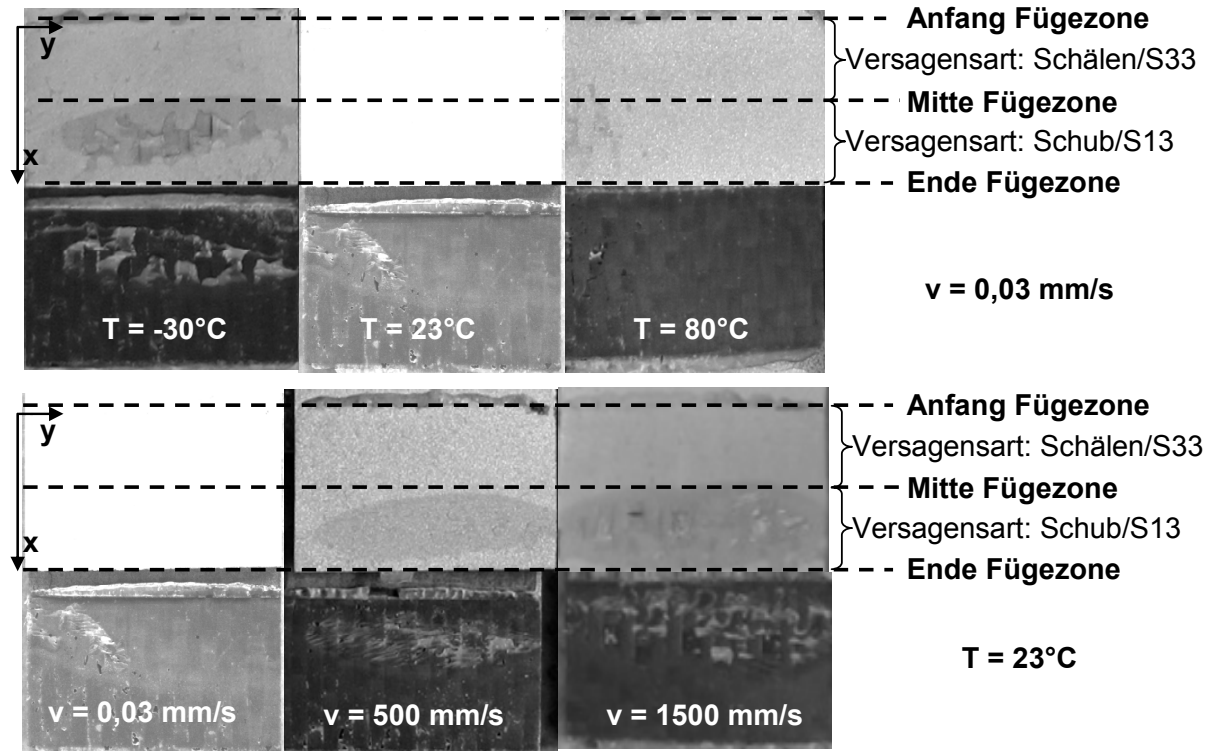 Anfang Fügezone
y
Versagensart: Schälen/S33
Mitte Fügezone
Versagensart: Schub/S13
x
Ende Fügezone
v = 0,03 mm/s
T = -30°C
T = 23°C
T = 80°C
Anfang Fügezone
y
Versagensart: Schälen/S33
Mitte Fügezone
Versagensart: Schub/S13
x
Ende Fügezone
T = 23°C
v = 0,03 mm/s
v = 500 mm/s
v = 1500 mm/s